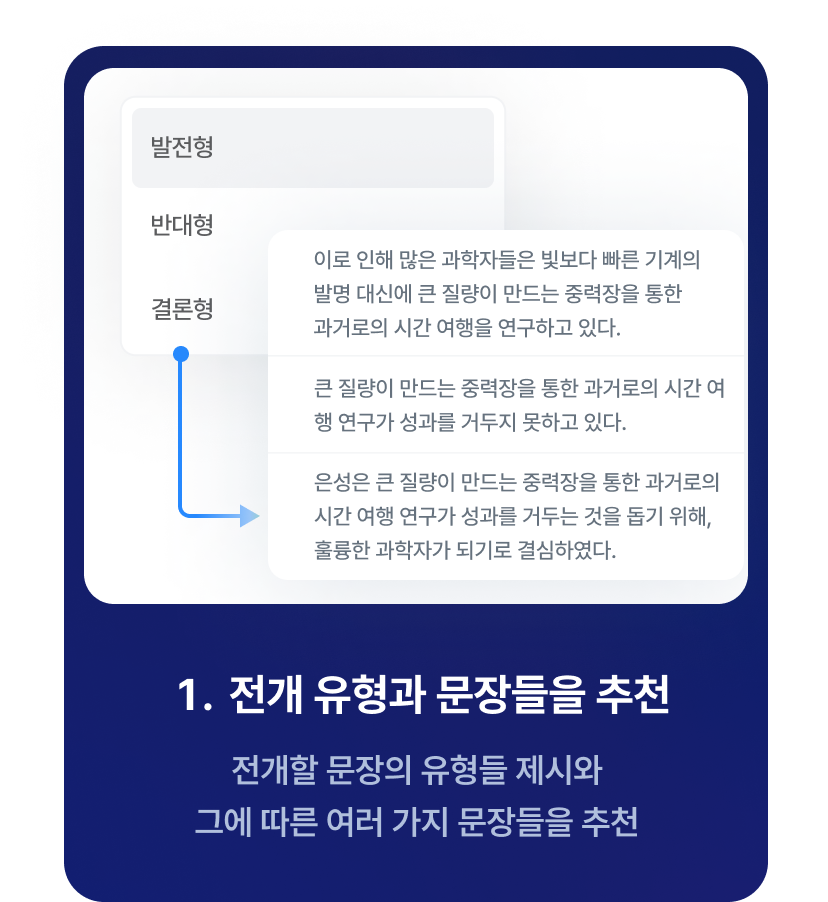 발전형
반대형
결론형
이로 인해 많은 과학자들은 빛보다 빠른 기계의
발명 대신에 큰 질량이 만드는 중력장을 통한
과거로의 시간 여행을 연구하고 있다.
큰 질량이 만드는 중력장을 통한 과거로의 시간 여
행 연구가 성과를 거두지 못하고 있다.
은성은 큰 질량이 만드는 중력장을 통한 과거로의
시간 여행 연구가 성과를 거두는 것을 돕기 위해,
훌륭한 과학자가 되기로 결심하였다.
1. 전개 유형과 문장들을 추천
전개할 문장의 유형들 제시와
그에 따른 여러 가지 문장들을 추천